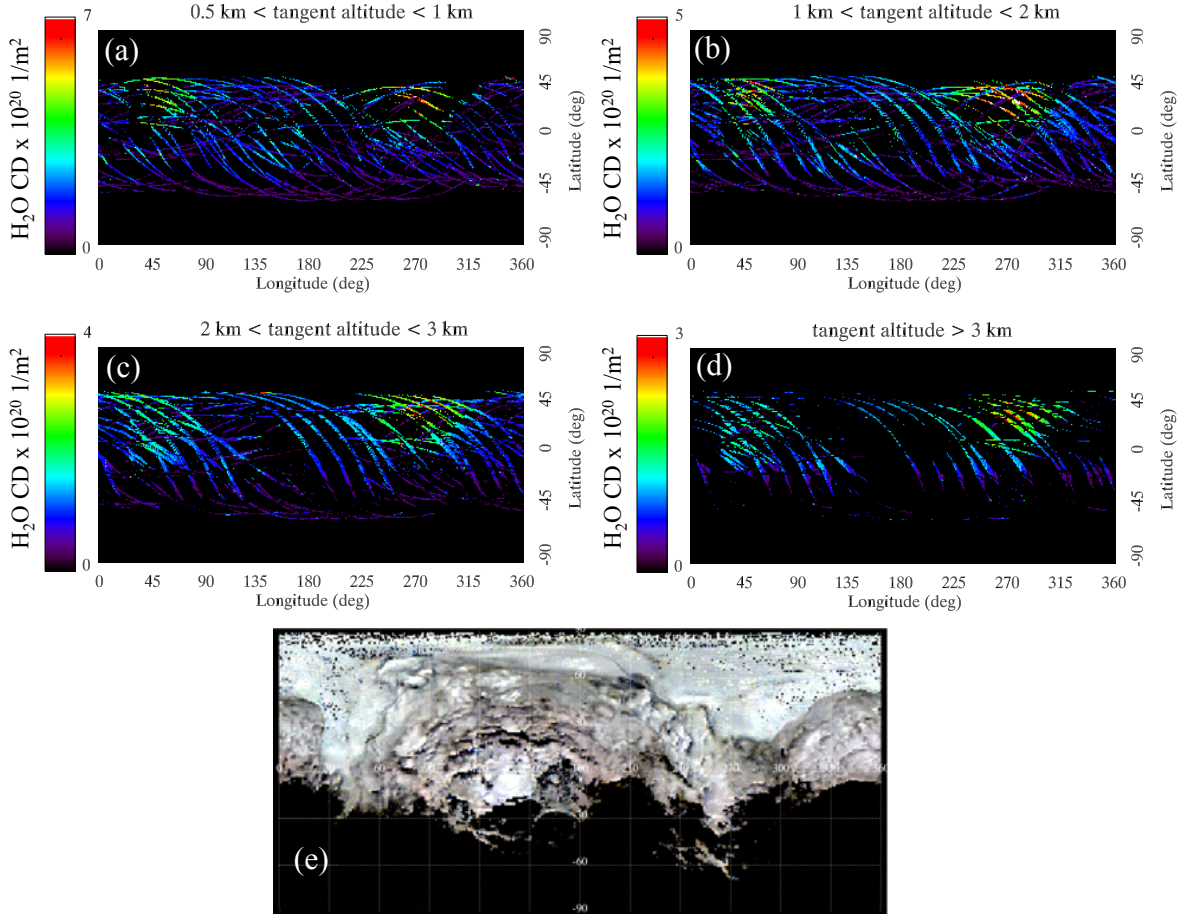 0.5 km < tangent altitude < 1 km
7
(a)
H2O CD x 10^20 1/m^2
0
0 45 90 135 180 225 270 315 360
Longitude (deg)
90
45
0
-45
-90
Latitude (deg)
1 km < tangent altitude < 2 km
5
(b)
H2O CD x 10^20 1/m^2
0
0 45 90 135 180 225 270 315 360
Longitude (deg)
90
45
0
-45
-90
Latitude (deg)
2 km < tangent altitude < 3 km
4
(c)
H2O CD x 10^20 1/m^2
0
0 45 90 135 180 225 270 315 360
Longitude (deg)
90
45
0
-45
-90
Latitude (deg)
tangent altitude > 3 km
3
(d)
H2O CD x 10^20 1/m^2
0
0 45 90 135 180 225 270 315 360
Longitude (deg)
90
45
0
-45
-90
Latitude (deg)
60
0 60 300
(e)
-60
-90